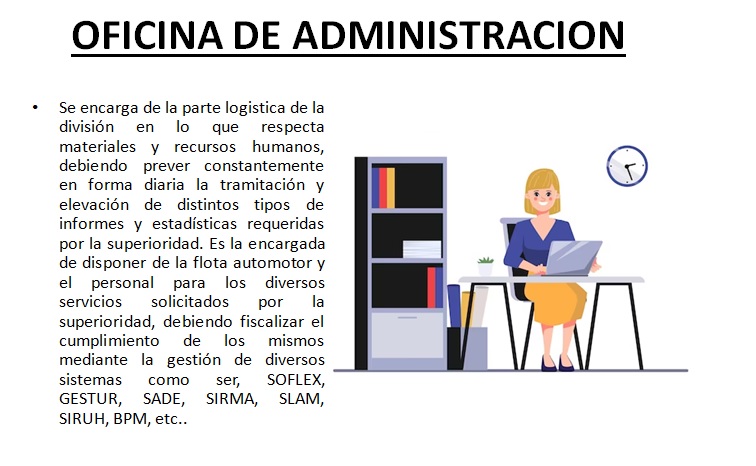 OFICINA DE ADMINISTRACION
• Se encarga de la parte logistica de la
división en lo que respecta
materiales y recursos humanos,
debiendo prever constantemente
en forma diaria la tramitación y
elevación de distintos tipos de
informes y estadísticas requeridas
por la superioridad. Es la encargada
de disponer de la flota automotor y
el personal para los diversos
servicios solicitados por la
superioridad, debiendo fiscalizar el
cumplimiento de los mismos
mediante la gestión de diversos
sistemas como ser, SOFLEX,
GESTUR, SADE, SIRMA, SLAM,
SIRUH, BPM, etc..